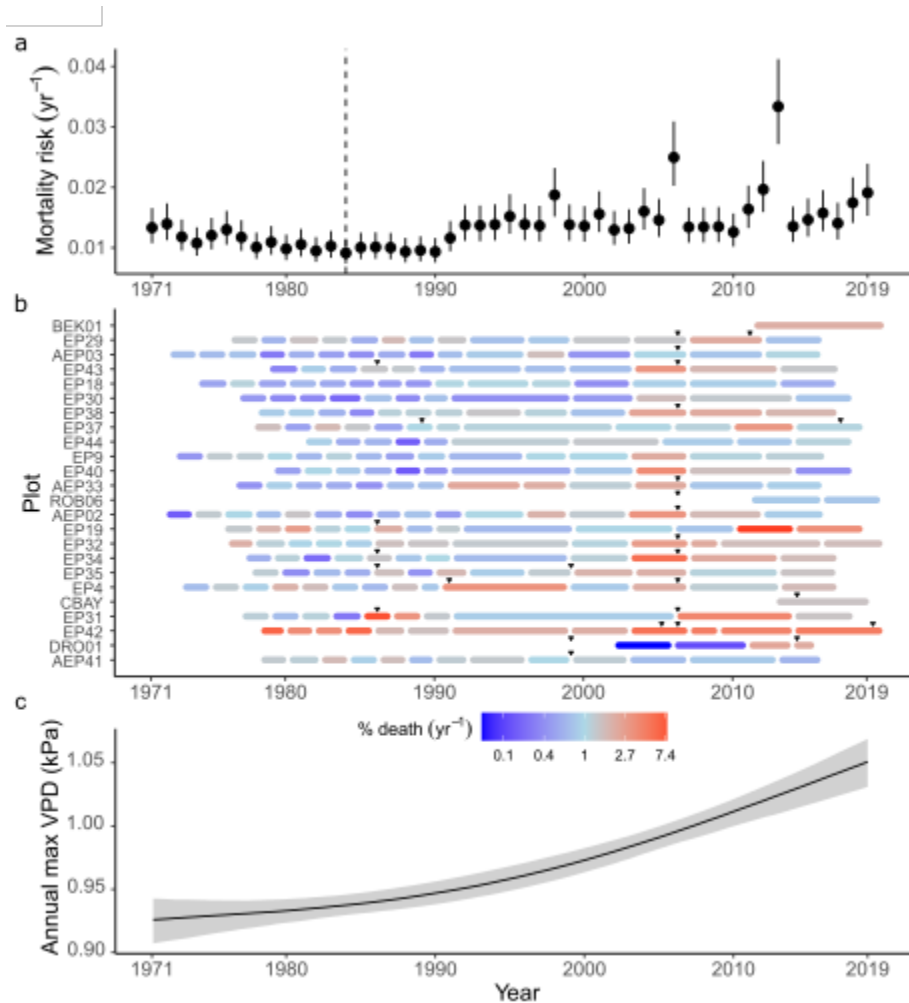 a
Mortality risk (yr⁻¹)
0.04
0.03
0.02
0.01
1971 1980 1990 2000 2010 2019
b
Plot
BEK01
EP29
AEP03
EP43
EP18
EP30
EP38
EP37
EP44
EP9
EP40
AEP33
ROB06
AEP02
EP19
EP32
EP34
EP35
EP4
CBAY
EP31
EP42
DRO01
AEP41
1971 1980 1990 2000 2010 2019
c
% death (yr⁻¹)
0.1 0.4 1 2.7 7.4
Annual max VPD (kPa)
1.05
1.00
0.95
0.90
1971 1980 1990 2000 2010 2019
Year